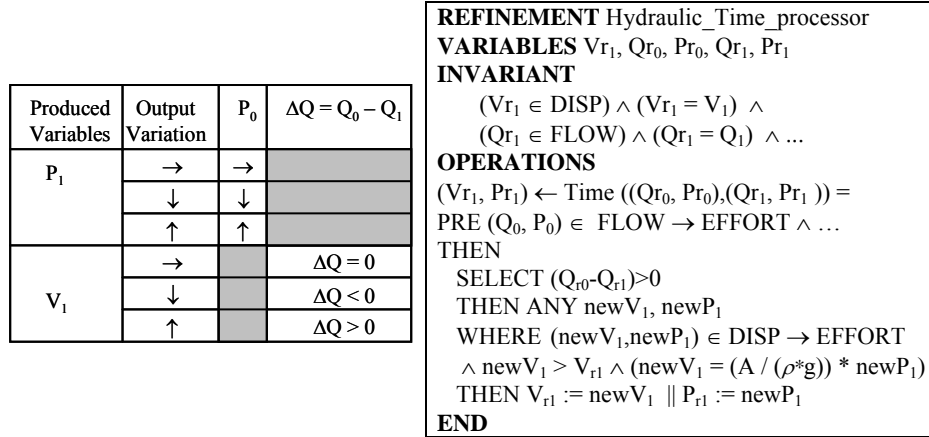 Produced Variables Output Variation P₀ ΔQ = Q₀ – Q₁
P₁ → →
↓ ↓
↑ ↑
V₁ → ΔQ = 0
↓ ΔQ < 0
↑ ΔQ > 0
REFINEMENT Hydraulic_Time_processor
VARIABLES Vr₁, Qr₀, Pr₀, Qr₁, Pr₁
INVARIANT
(Vr₁ ∈ DISP) ∧ (Vr₁ = V₁) ∧
(Qr₁ ∈ FLOW) ∧ (Qr₁ = Q₁) ∧ ...
OPERATIONS
(Vr₁, Pr₁) ← Time ((Qr₀, Pr₀),(Qr₁, Pr₁ )) =
PRE (Q₀, P₀) ∈ FLOW → EFFORT ∧ …
THEN
SELECT (Qᵣ₀-Qᵣ₁)>0
THEN ANY newV₁, newP₁
WHERE (newV₁,newP₁) ∈ DISP → EFFORT
∧ newV₁ > Vᵣ₁ ∧ (newV₁ = (A / (ρ*g)) * newP₁)
THEN Vᵣ₁ := newV₁ || Pᵣ₁ := newP₁
END